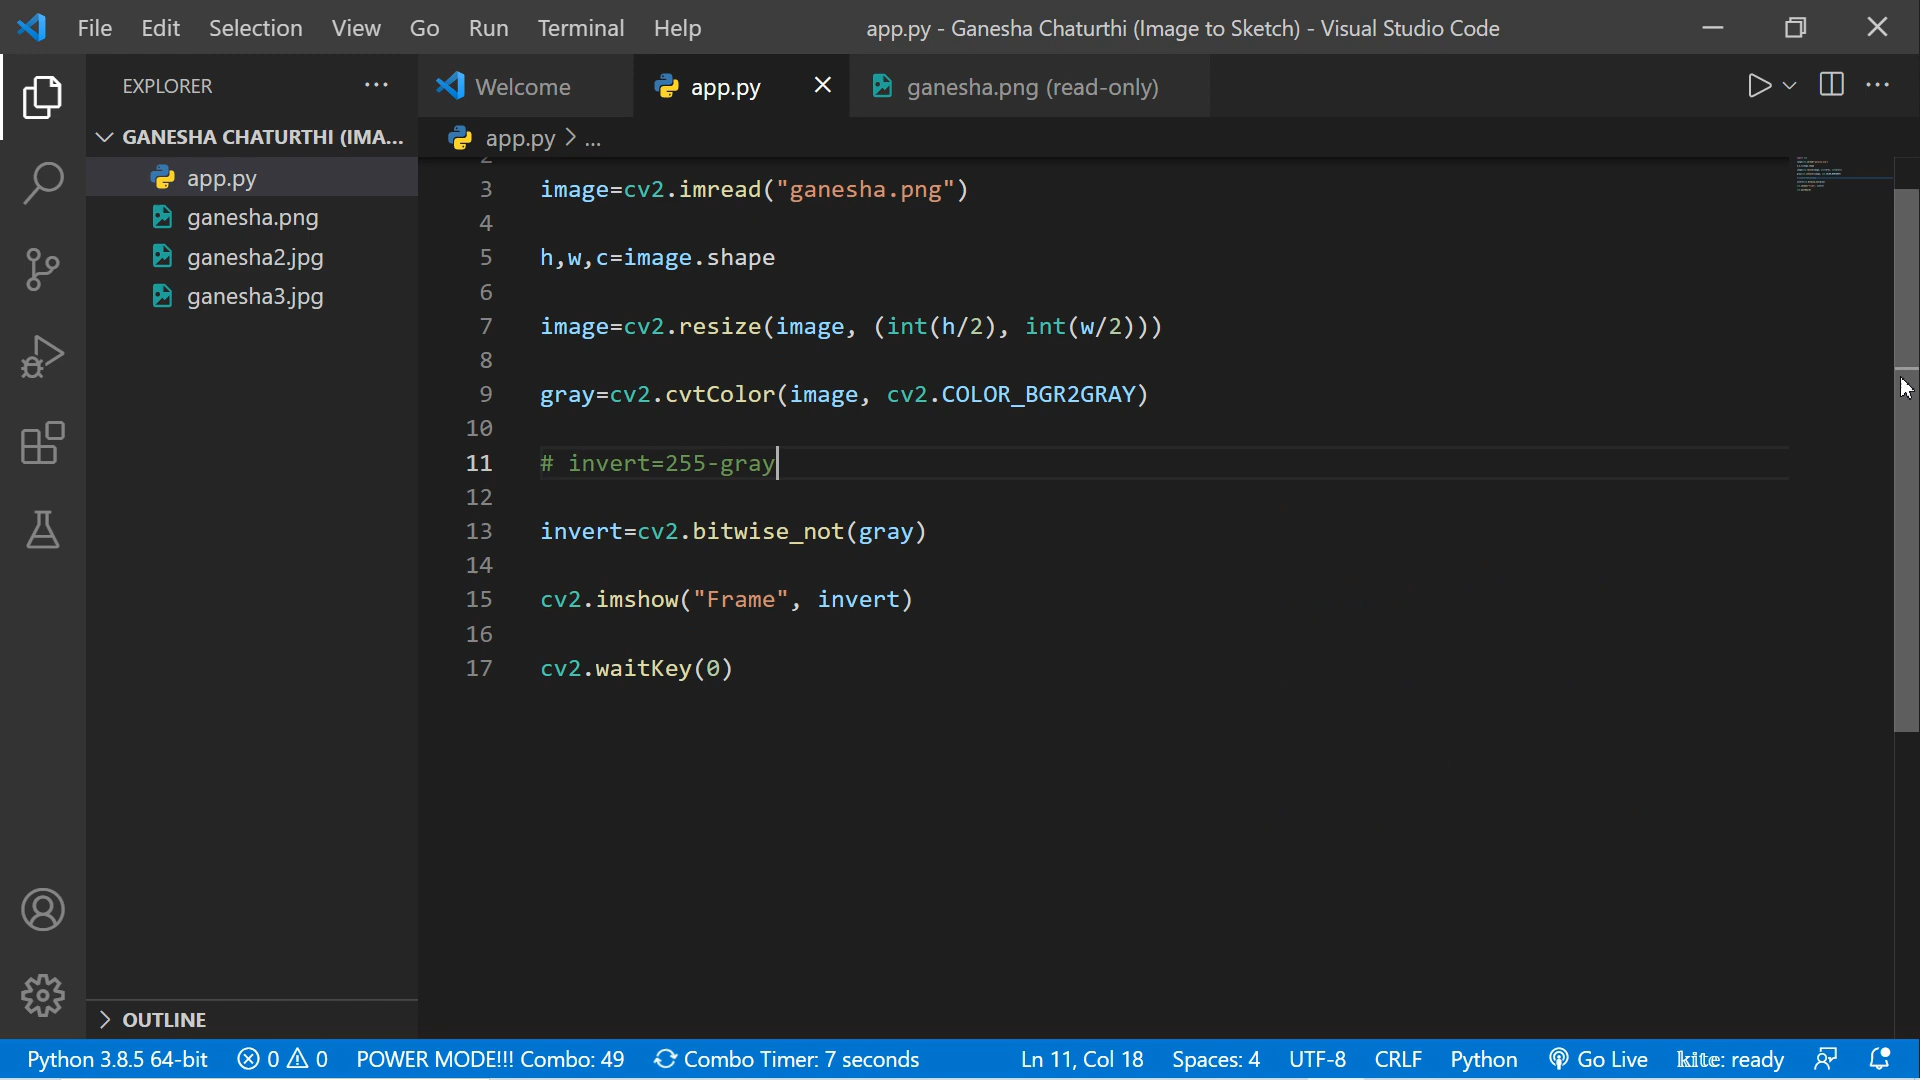 File Edit Selection View Go Run Terminal Help
app.py - Ganesha Chaturthi (Image to Sketch) - Visual Studio Code
EXPLORER ...
GANESHA CHATURTHI (IMA...
app.py
ganesha.png
ganesha2.jpg
ganesha3.jpg
OUTLINE
Welcome
app.py
ganesha.png (read-only)
app.py > ...
2
3 image=cv2.imread("ganesha.png")
4
5 h,w,c=image.shape
6
7 image=cv2.resize(image, (int(h/2), int(w/2)))
8
9 gray=cv2.cvtColor(image, cv2.COLOR_BGR2GRAY)
10
11 # invert=255-gray
12
13 invert=cv2.bitwise_not(gray)
14
15 cv2.imshow("Frame", invert)
16
17 cv2.waitKey(0)
Python 3.8.5 64-bit 0 0 POWER MODE!!! Combo: 49 Combo Timer: 7 seconds Ln 11, Col 18 Spaces: 4 UTF-8 CRLF Python Go Live kite: ready